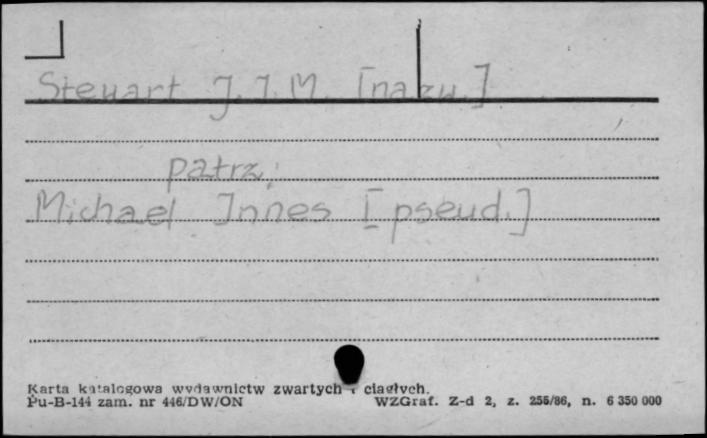 Steuart J.I.M. [nazw.]
patrz:
Michael Innes [pseud.]
Karta katalogowa wydawnictw zwartych i ciągłych.
Pu-B-144 zam. nr 446/DW/ON WZGraf. Z-d 2, z. 256/86, n. 6 350 000